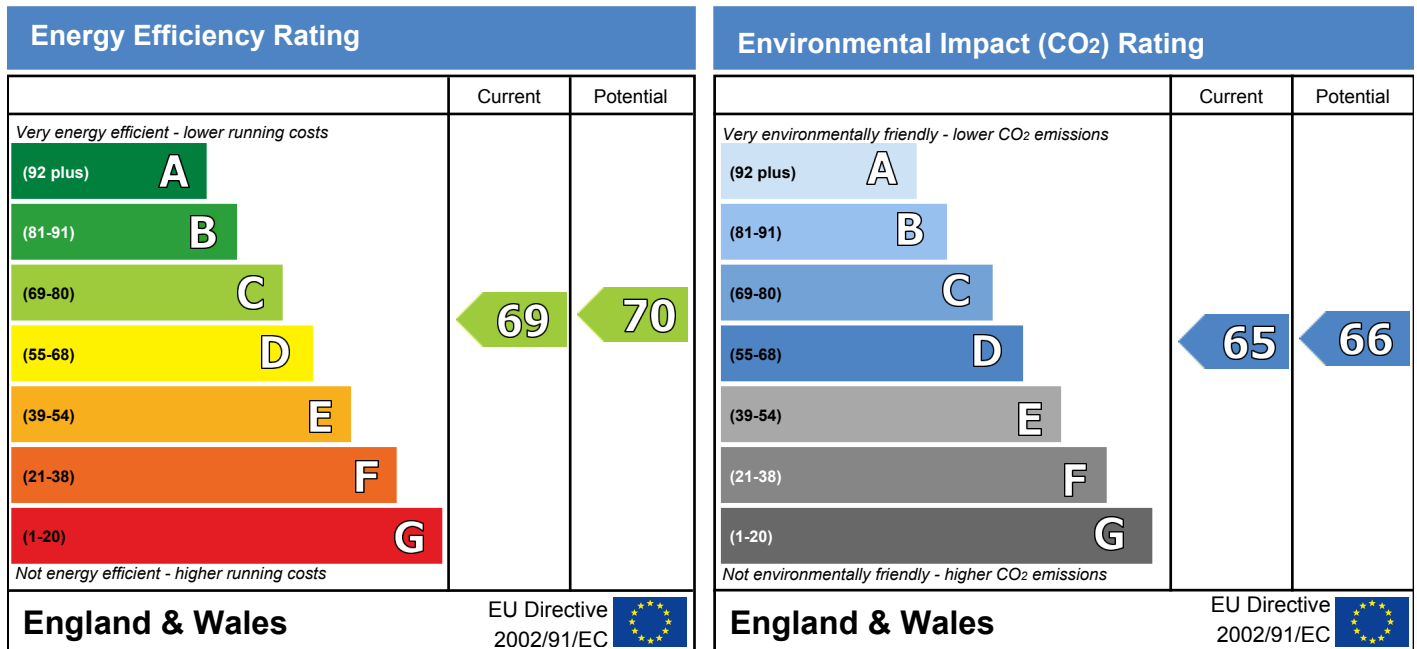 Energy Efficiency Rating
Current Potential
Very energy efficient - lower running costs
(92 plus) A
(81-91) B
(69-80) C
69 70
(55-68) D
(39-54) E
(21-38) F
(1-20) G
Not energy efficient - higher running costs
England & Wales
EU Directive
2002/91/EC
Environmental Impact (CO2) Rating
Current Potential
Very environmentally friendly - lower CO2 emissions
(92 plus) A
(81-91) B
(69-80) C
(55-68) D
65 66
(39-54) E
(21-38) F
(1-20) G
Not environmentally friendly - higher CO2 emissions
England & Wales
EU Directive
2002/91/EC